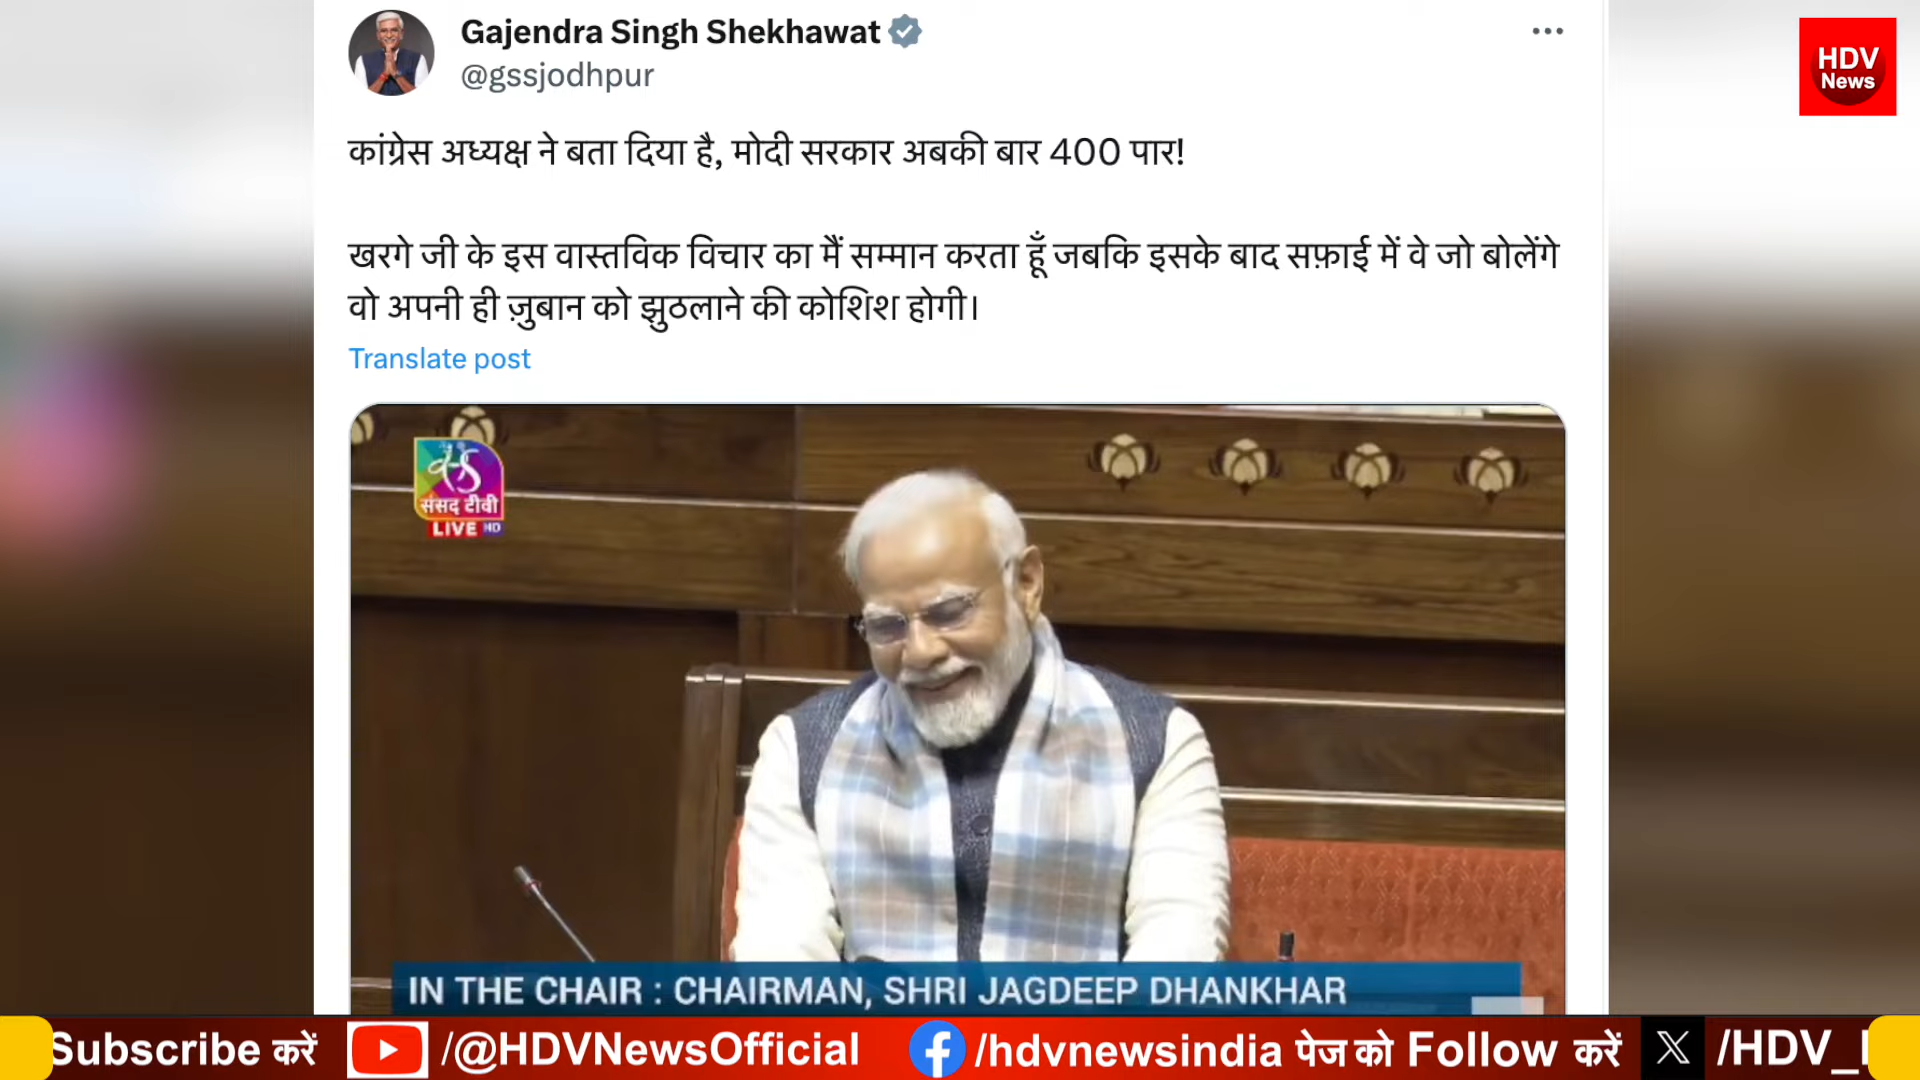 Gajendra Singh Shekhawat
@gssjodhpur
HDV
News
कांग्रेस अध्यक्ष ने बता दिया है, मोदी सरकार अबकी बार 400 पार!
खरगे जी के इस वास्तविक विचार का मैं सम्मान करता हूँ जबकि इसके बाद सफ़ाई में वे जो बोलेंगे
वो अपनी ही ज़ुबान को झुठलाने की कोशिश होगी।
Translate post
संसद टीवी
LIVE HD
IN THE CHAIR : CHAIRMAN, SHRI JAGDEEP DHANKHAR
Subscribe करें /@HDVNewsOfficial /hdvnewsindia पेज को Follow करें /HDV_